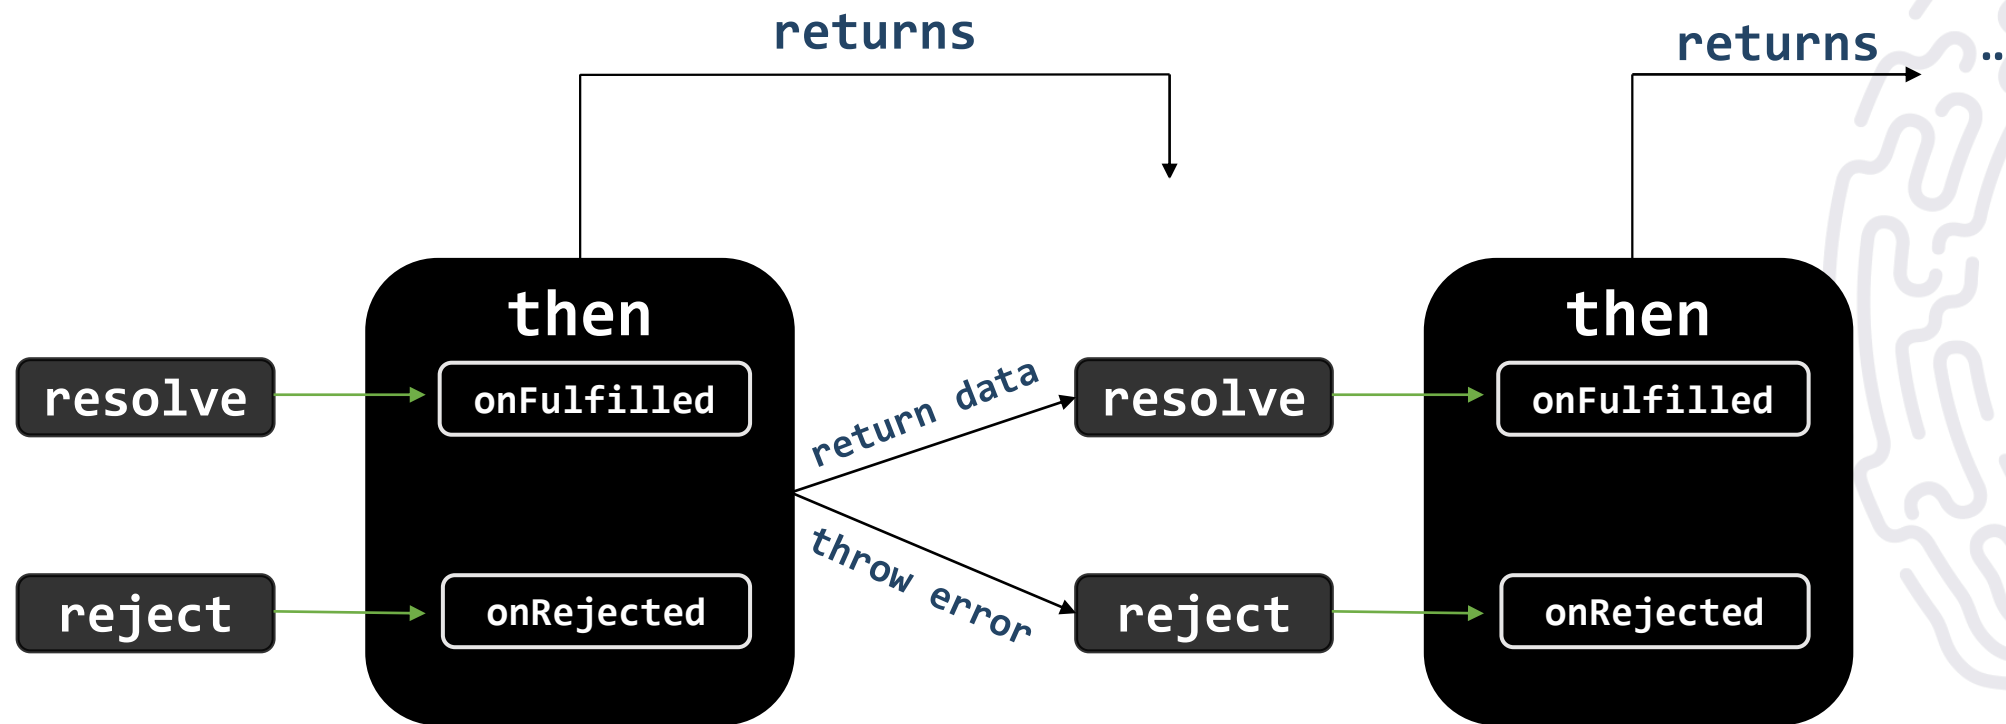 returns
returns ...
then
then
resolve
onFulfilled
return data
resolve
onFulfilled
reject
onRejected
throw error
reject
onRejected